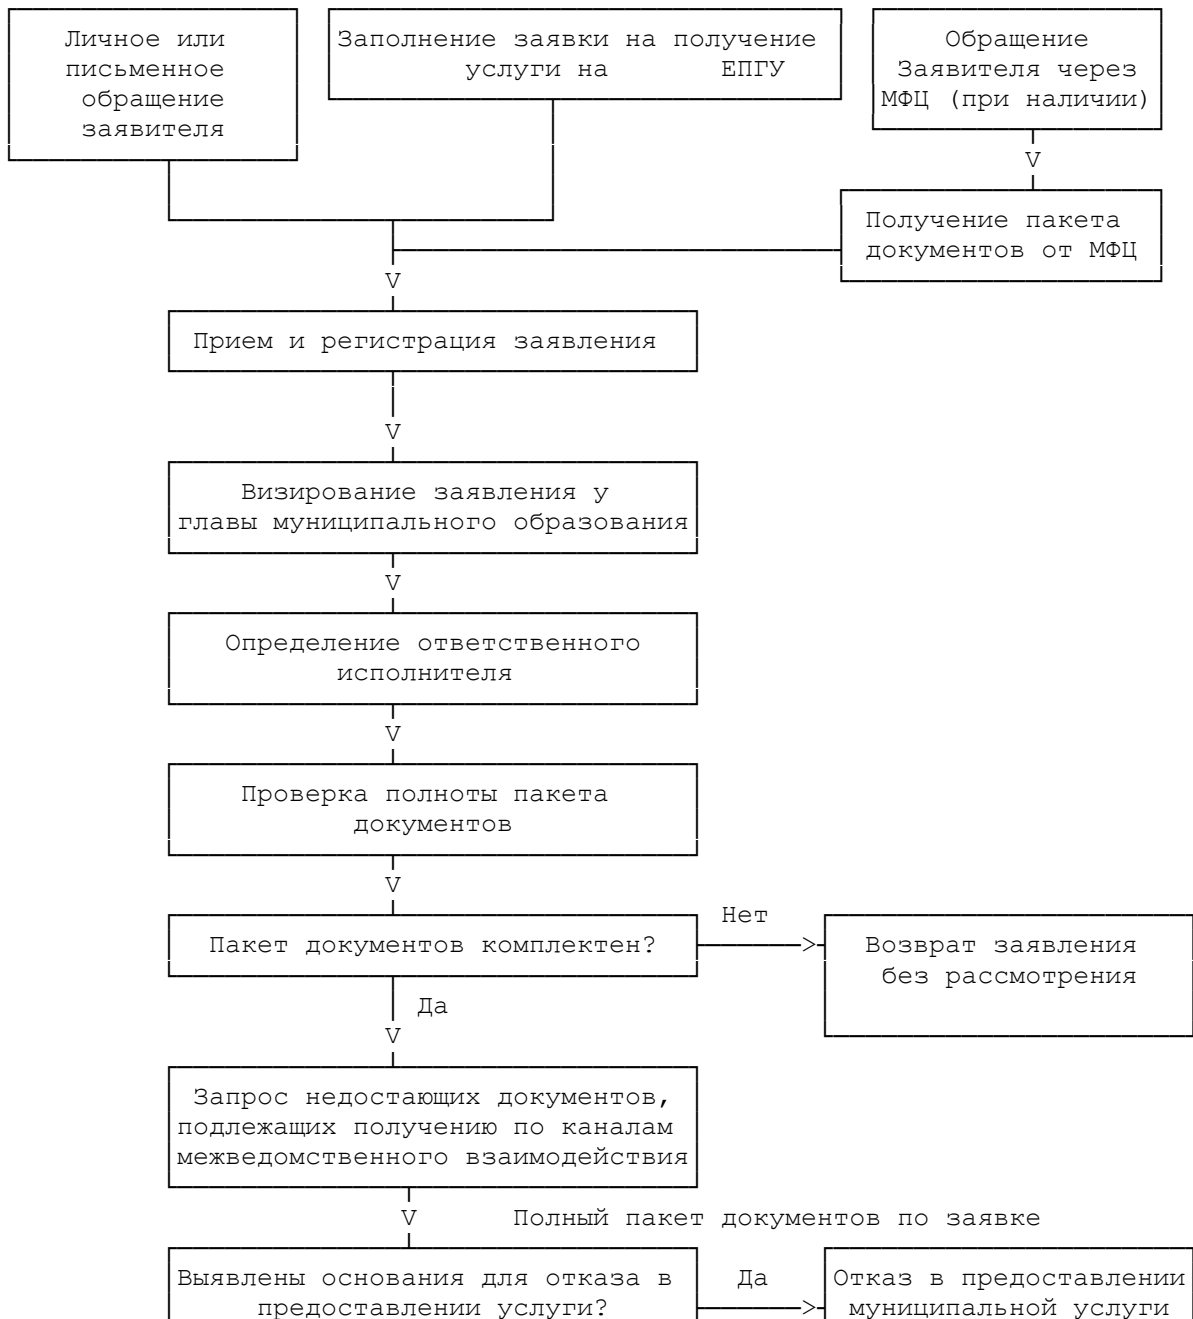 Личное или
письменное
обращение
заявителя
Заполнение заявки на получение
услуги на ЕПГУ
Обращение
Заявителя через
МФЦ (при наличии)
V
Получение пакета
документов от МФЦ
V
Прием и регистрация заявления
V
Визирование заявления у
главы муниципального образования
V
Определение ответственного
исполнителя
V
Проверка полноты пакета
документов
V
Пакет документов комплектен?
Нет
>
Возврат заявления
без рассмотрения
Да
V
Запрос недостающих документов,
подлежащих получению по каналам
межведомственного взаимодействия
V
Полный пакет документов по заявке
Выявлены основания для отказа в
предоставлении услуги?
Да
>
Отказ в предоставлении
муниципальной услуги